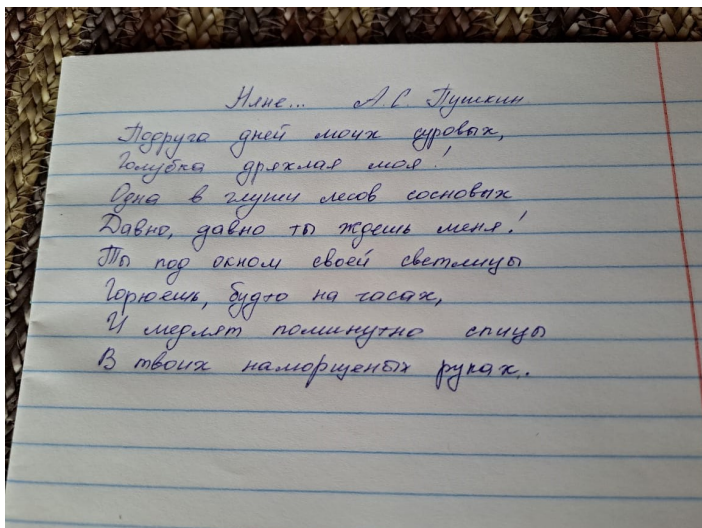 Няне... А.С. Пушкин
Подруга дней моих суровых,
Голубка дряхлая моя!
Одна в глуши лесов сосновых
Давно, давно ты ждешь меня!
Ты под окном своей светлицы
Горюешь, будто на часах,
И медлят поминутно спицы
В твоих наморщеных руках.